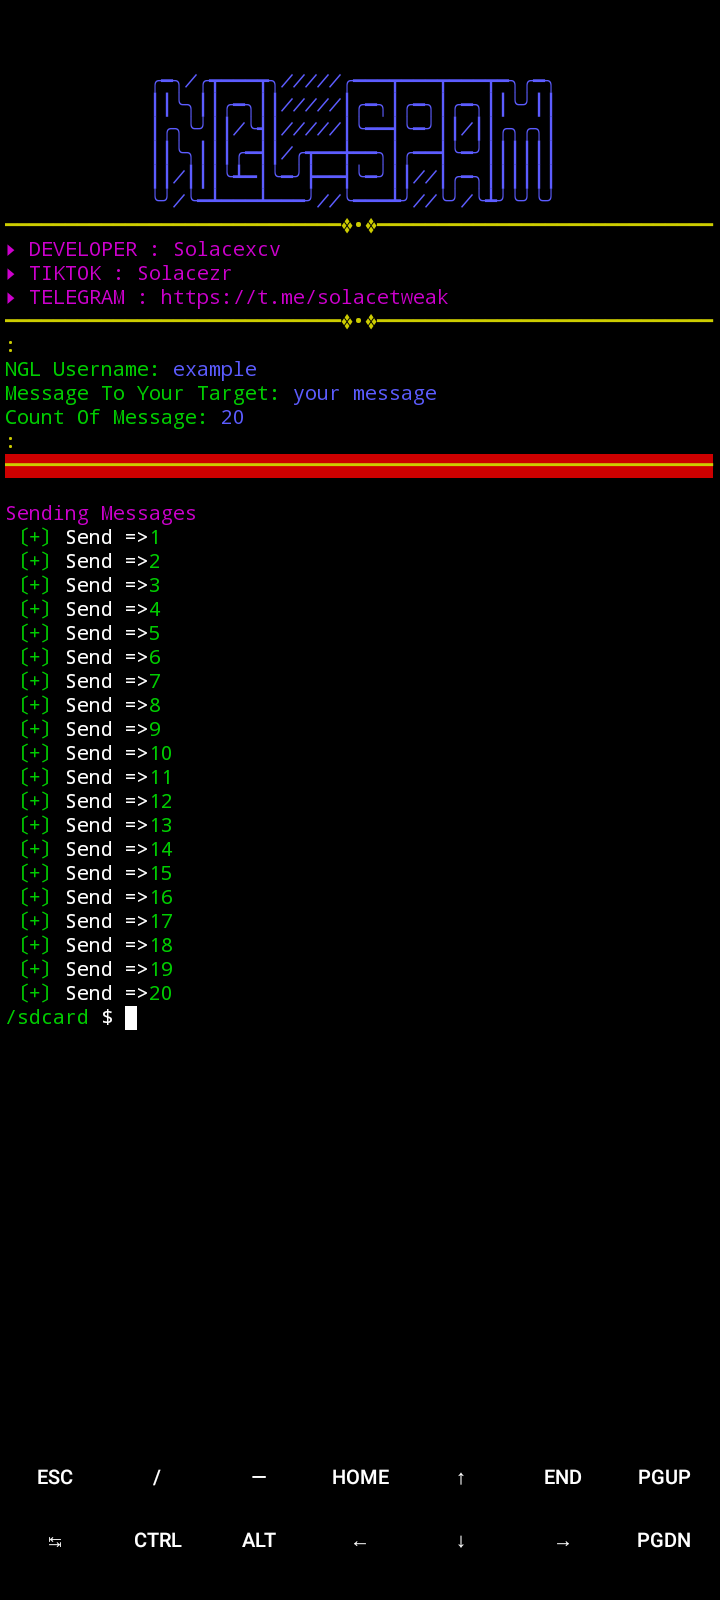 NGL-SPAM
DEVELOPER : Solacexcv
TIKTOK : Solacezr
TELEGRAM : https://t.me/solacetweak
:
NGL Username: example
Message To Your Target: your message
Count Of Message: 20
:
Sending Messages
[+] Send =>1
[+] Send =>2
[+] Send =>3
[+] Send =>4
[+] Send =>5
[+] Send =>6
[+] Send =>7
[+] Send =>8
[+] Send =>9
[+] Send =>10
[+] Send =>11
[+] Send =>12
[+] Send =>13
[+] Send =>14
[+] Send =>15
[+] Send =>16
[+] Send =>17
[+] Send =>18
[+] Send =>19
[+] Send =>20
/sdcard $
ESC / — HOME ↑ END PGUP
↹ CTRL ALT ← ↓ → PGDN